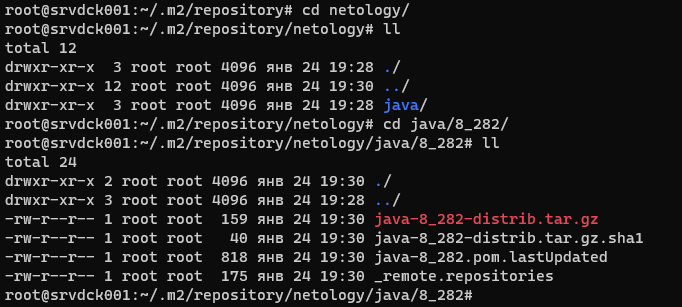 root@srvdck001:~/.m2/repository# cd netology/
root@srvdck001:~/.m2/repository/netology# ll
total 12
drwxr-xr-x  3 root root 4096 янв 24 19:28 ./
drwxr-xr-x 12 root root 4096 янв 24 19:30 ../
drwxr-xr-x  3 root root 4096 янв 24 19:28 java/
root@srvdck001:~/.m2/repository/netology# cd java/8_282/
root@srvdck001:~/.m2/repository/netology/java/8_282# ll
total 24
drwxr-xr-x 2 root root 4096 янв 24 19:30 ./
drwxr-xr-x 3 root root 4096 янв 24 19:28 ../
-rw-r--r-- 1 root root  159 янв 24 19:30 java-8_282-distrib.tar.gz
-rw-r--r-- 1 root root   40 янв 24 19:30 java-8_282-distrib.tar.gz.sha1
-rw-r--r-- 1 root root  818 янв 24 19:30 java-8_282.pom.lastUpdated
-rw-r--r-- 1 root root  175 янв 24 19:30 _remote.repositories
root@srvdck001:~/.m2/repository/netology/java/8_282#